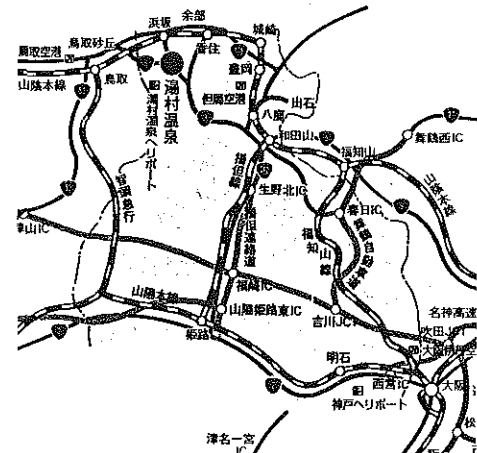 余部
浜坂
城崎
鳥取砂丘
香住
鳥取空港
豊岡
山陰本線
鳥取
湯村温泉
出石
但馬空港
湯村温泉ヘリポート
八鹿
和田山
福知山
舞鶴西IC
山陰本線
播但線
生野北IC
智頭急行
春日IC
播但連絡道
福知山線
津山IC
福崎IC
山陽本線
山陽姫路東IC
吉川JCT
名神高速
吹田JCT
姫路
明石
西宮IC
大阪
神戸ヘリポート
津名一宮
IC